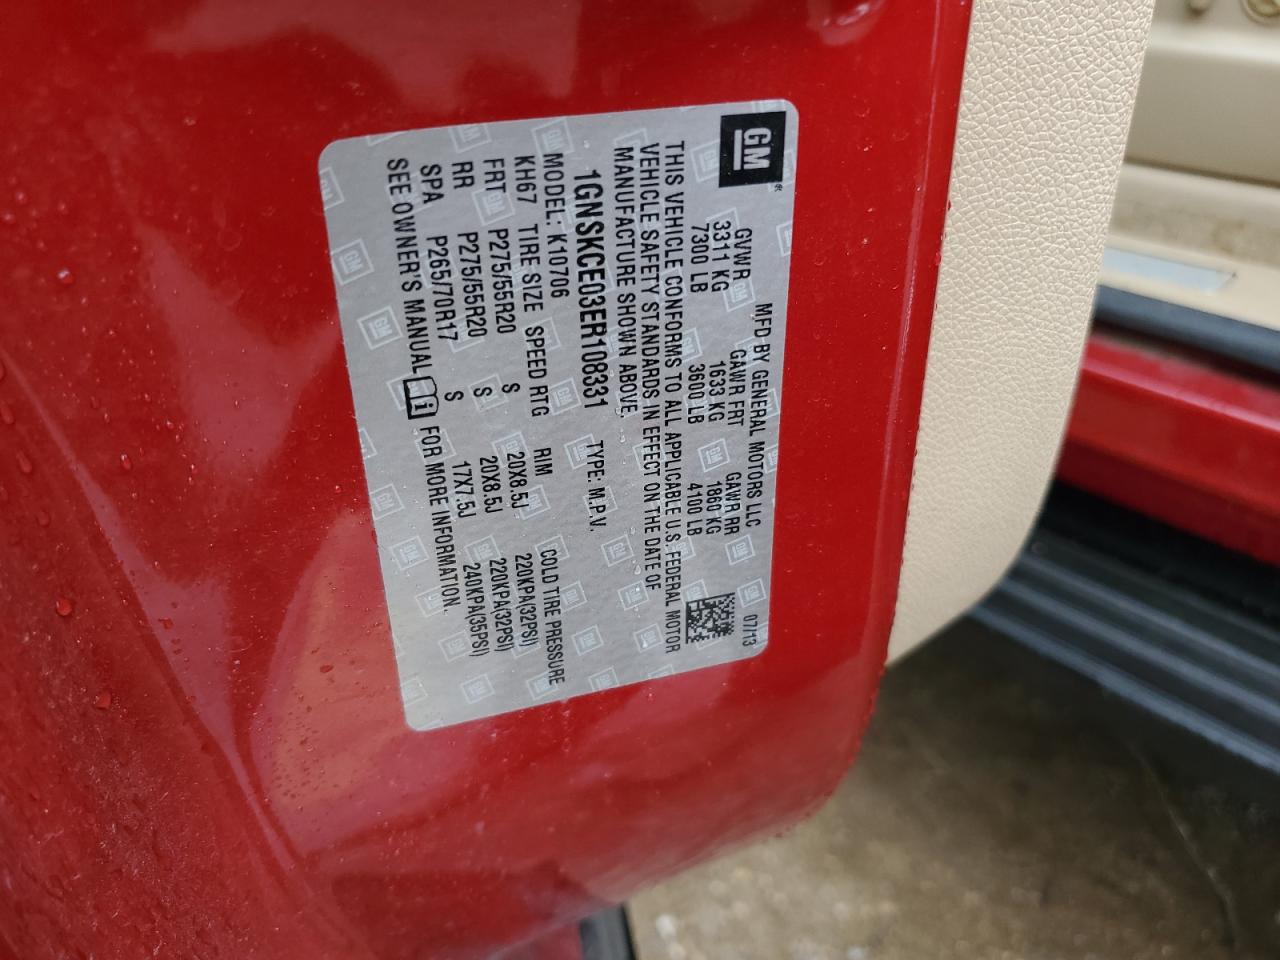 GM
MFD BY GENERAL MOTORS LLC 07/13
GVWR GAWR FRT GAWR RR
3311 KG 1633 KG 1860 KG
7300 LB 3600 LB 4100 LB
THIS VEHICLE CONFORMS TO ALL APPLICABLE U.S. FEDERAL MOTOR
VEHICLE SAFETY STANDARDS IN EFFECT ON THE DATE OF
MANUFACTURE SHOWN ABOVE.
1GNSKCE03ER108331 TYPE: M.P.V.
MODEL: K10706
KH67 TIRE SIZE SPEED RTG RIM COLD TIRE PRESSURE
FRT P275/55R20 S 20X8.5J 220KPA(32PSI)
RR P275/55R20 S 20X8.5J 220KPA(32PSI)
SPA P265/70R17 S 17X7.5J 240KPA(35PSI)
SEE OWNER'S MANUAL i FOR MORE INFORMATION.